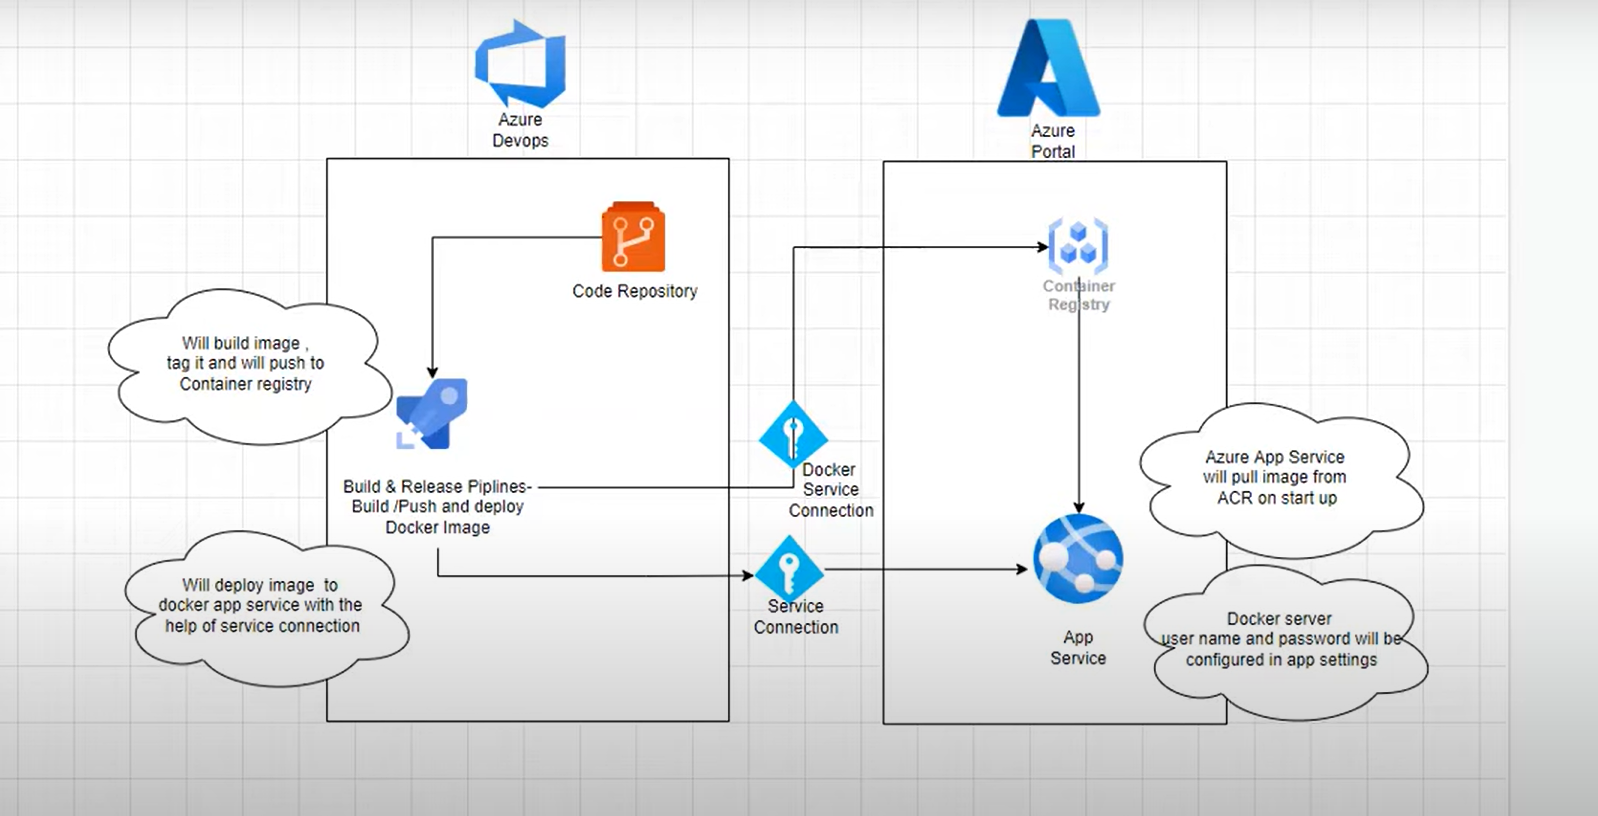 Azure
Devops
Azure
Portal
Code Repository
Container
Registry
Will build image ,
tag it and will push to
Container registry
Build & Release Piplines-
Build /Push and deploy
Docker Image
Docker
Service
Connection
Azure App Service
will pull image from
ACR on start up
Will deploy image to
docker app service with the
help of service connection
Service
Connection
App
Service
Docker server
user name and password will be
configured in app settings